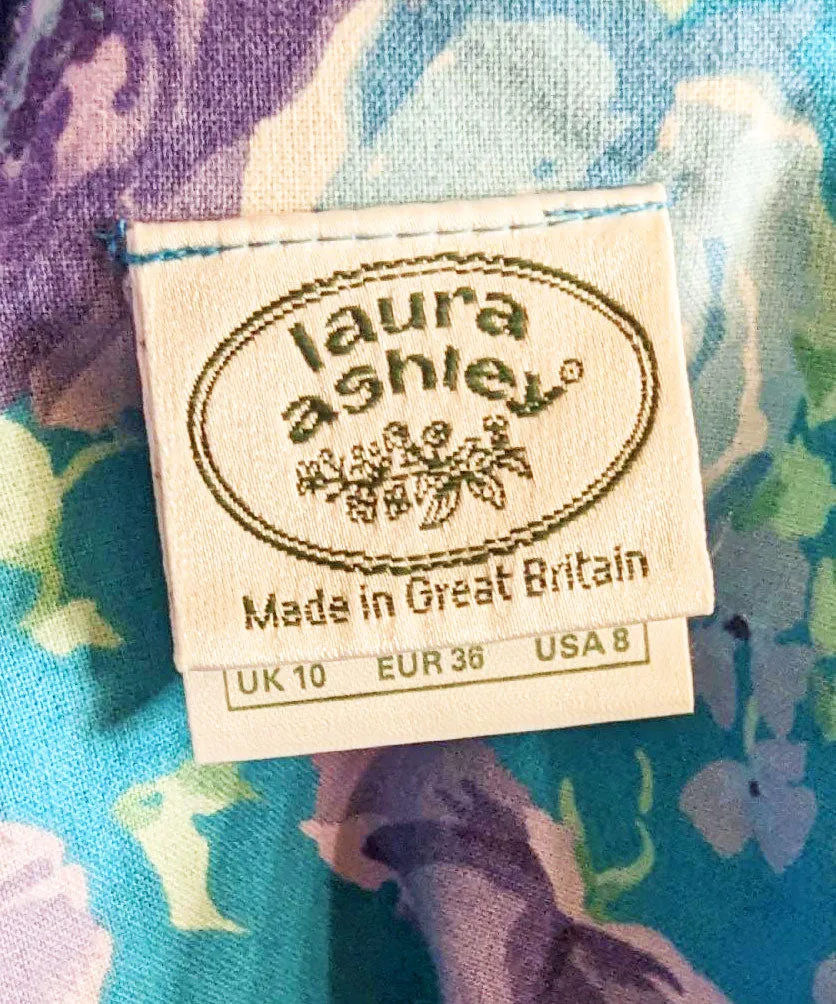 laura
ashley®
Made in Great Britain
UK 10 EUR 36 USA 8